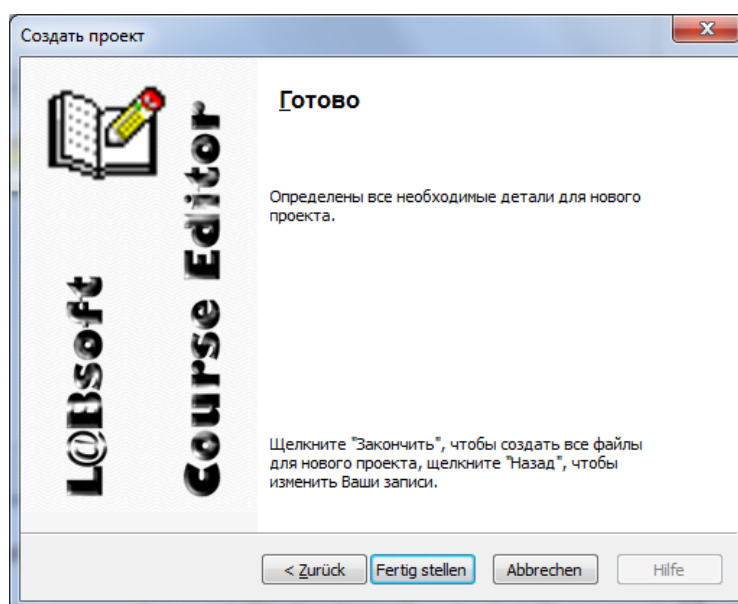 Создать проект
L@Bsoft
Course Editor
Готово
Определены все необходимые детали для нового
проекта.
Щелкните "Закончить", чтобы создать все файлы
для нового проекта, щелкните "Назад", чтобы
изменить Ваши записи.
< Zurück
Fertig stellen
Abbrechen
Hilfe